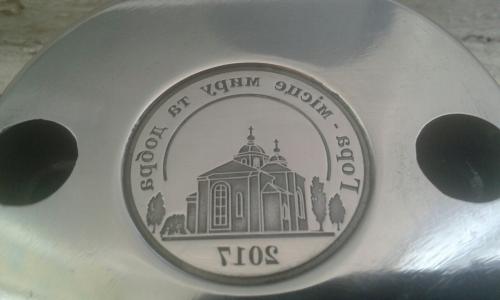 Гора - місце миру та добра
2017